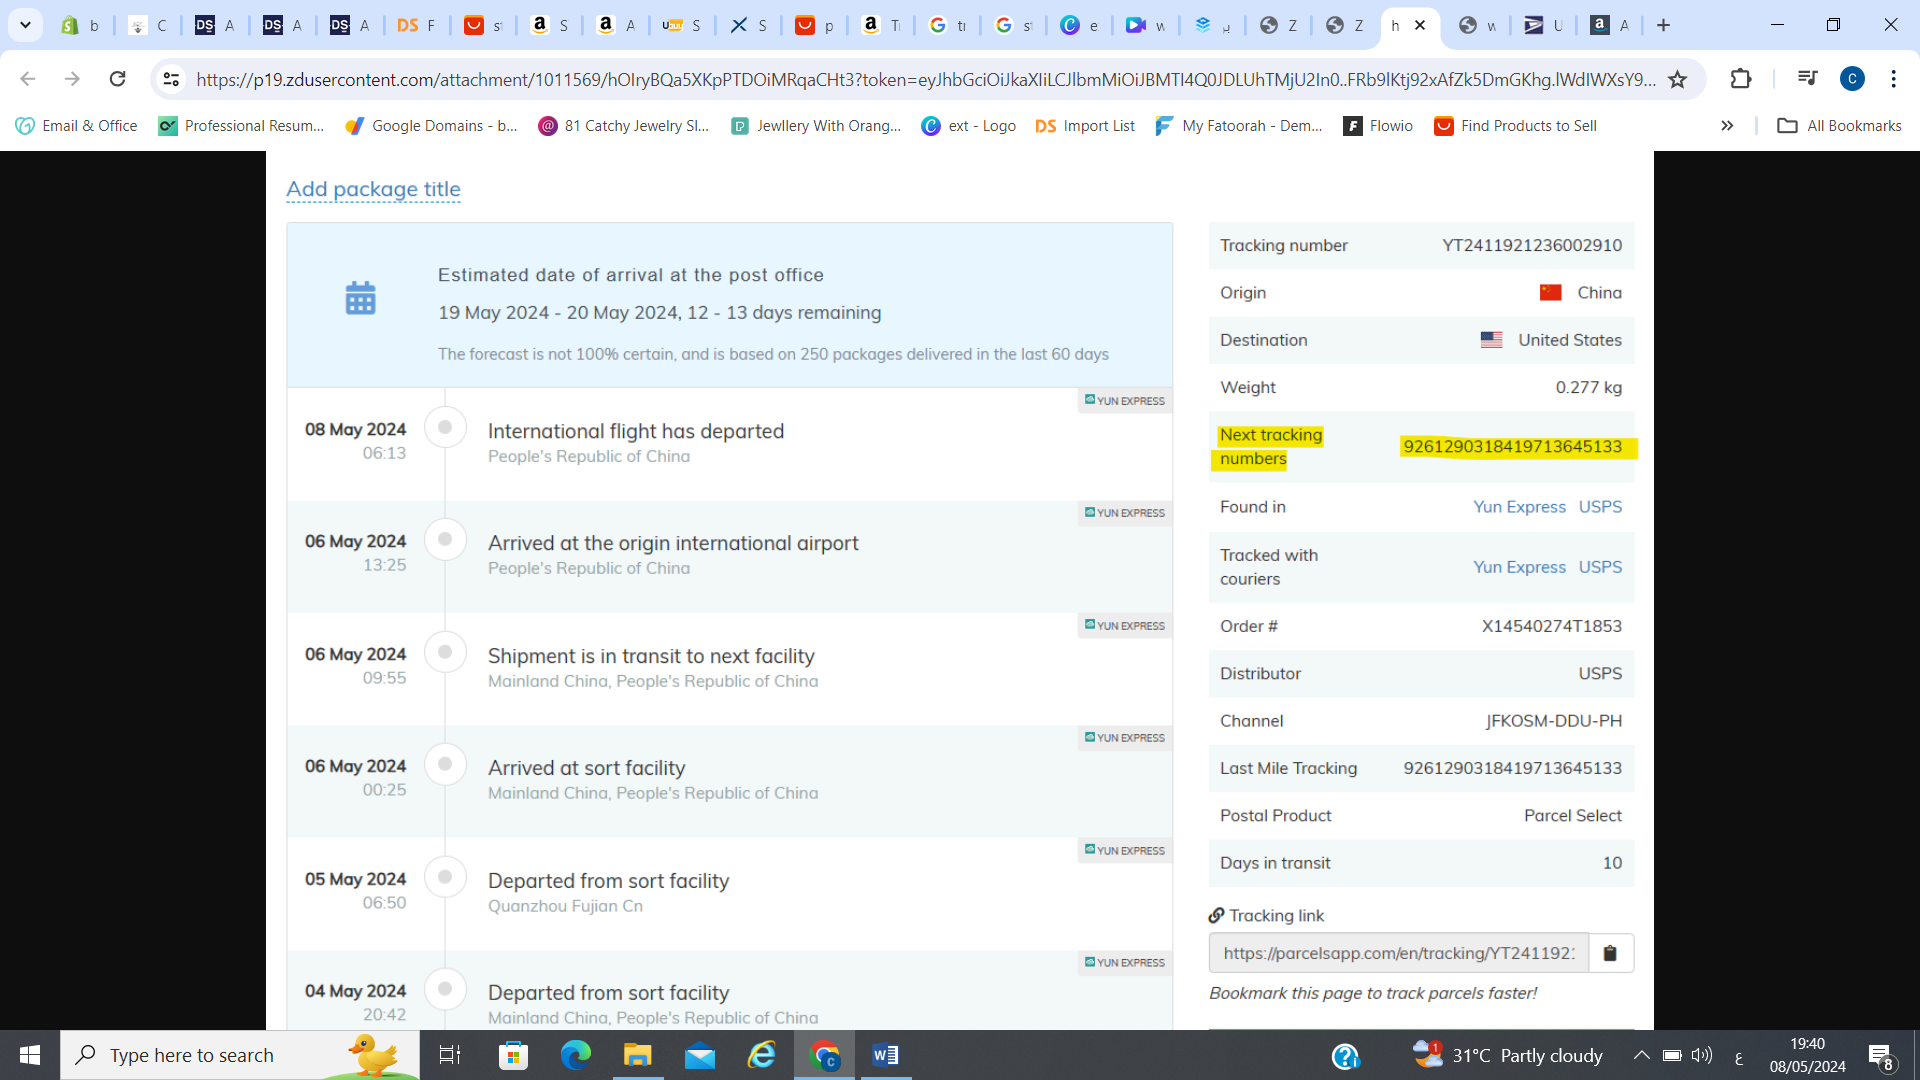 b
C
A
A
A
F
st
S
A
S
S
p
Tr
tr
st
e
w
Z
Z
h
w
U
A
https://p19.zdusercontent.com/attachment/1011569/hOIryBQa5XKpPTDOiMRqaCHt3?token=eyJhbGciOiJkaXIiLCJlbmMiOiJBMTI4Q0JDLUhTMjU2In0..FRb9lKtj92xAfZk5DmGKhg.lWdIWXsY9...
C
Email & Office
Professional Resum...
Google Domains - b...
81 Catchy Jewelry Sl...
Jewllery With Orang...
ext - Logo
Import List
My Fatoorah - Dem...
Flowio
Find Products to Sell
All Bookmarks
Add package title
Estimated date of arrival at the post office
19 May 2024 - 20 May 2024, 12 - 13 days remaining
The forecast is not 100% certain, and is based on 250 packages delivered in the last 60 days
YUN EXPRESS
08 May 2024 International flight has departed
06:13 People's Republic of China
YUN EXPRESS
06 May 2024 Arrived at the origin international airport
13:25 People's Republic of China
YUN EXPRESS
06 May 2024 Shipment is in transit to next facility
09:55 Mainland China, People's Republic of China
YUN EXPRESS
06 May 2024 Arrived at sort facility
00:25 Mainland China, People's Republic of China
YUN EXPRESS
05 May 2024 Departed from sort facility
06:50 Quanzhou Fujian Cn
YUN EXPRESS
04 May 2024 Departed from sort facility
20:42 Mainland China, People's Republic of China
Tracking number YT2411921236002910
Origin China
Destination United States
Weight 0.277 kg
Next tracking
numbers 9261290318419713645133
Found in Yun Express USPS
Tracked with
couriers Yun Express USPS
Order # X14540274T1853
Distributor USPS
Channel JFKOSM-DDU-PH
Last Mile Tracking 9261290318419713645133
Postal Product Parcel Select
Days in transit 10
Tracking link
https://parcelsapp.com/en/tracking/YT241192:
Bookmark this page to track parcels faster!
Type here to search
31°C Partly cloudy
ع
19:40
08/05/2024
8